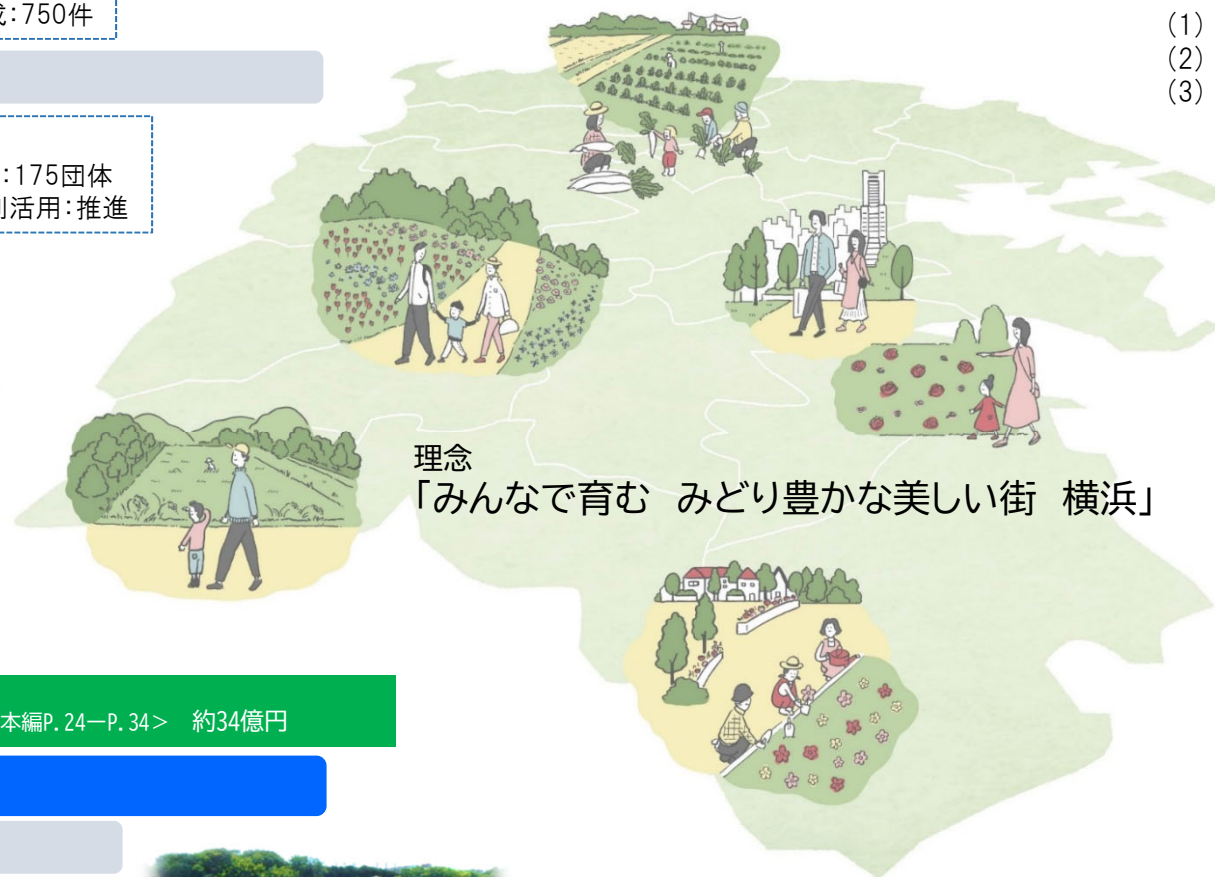 :750件
:175団体
活用:推進
(1)
(2)
(3)
理念
「みんなで育む　みどり豊かな美しい街　横浜」
本編P.24ーP.34>　約34億円